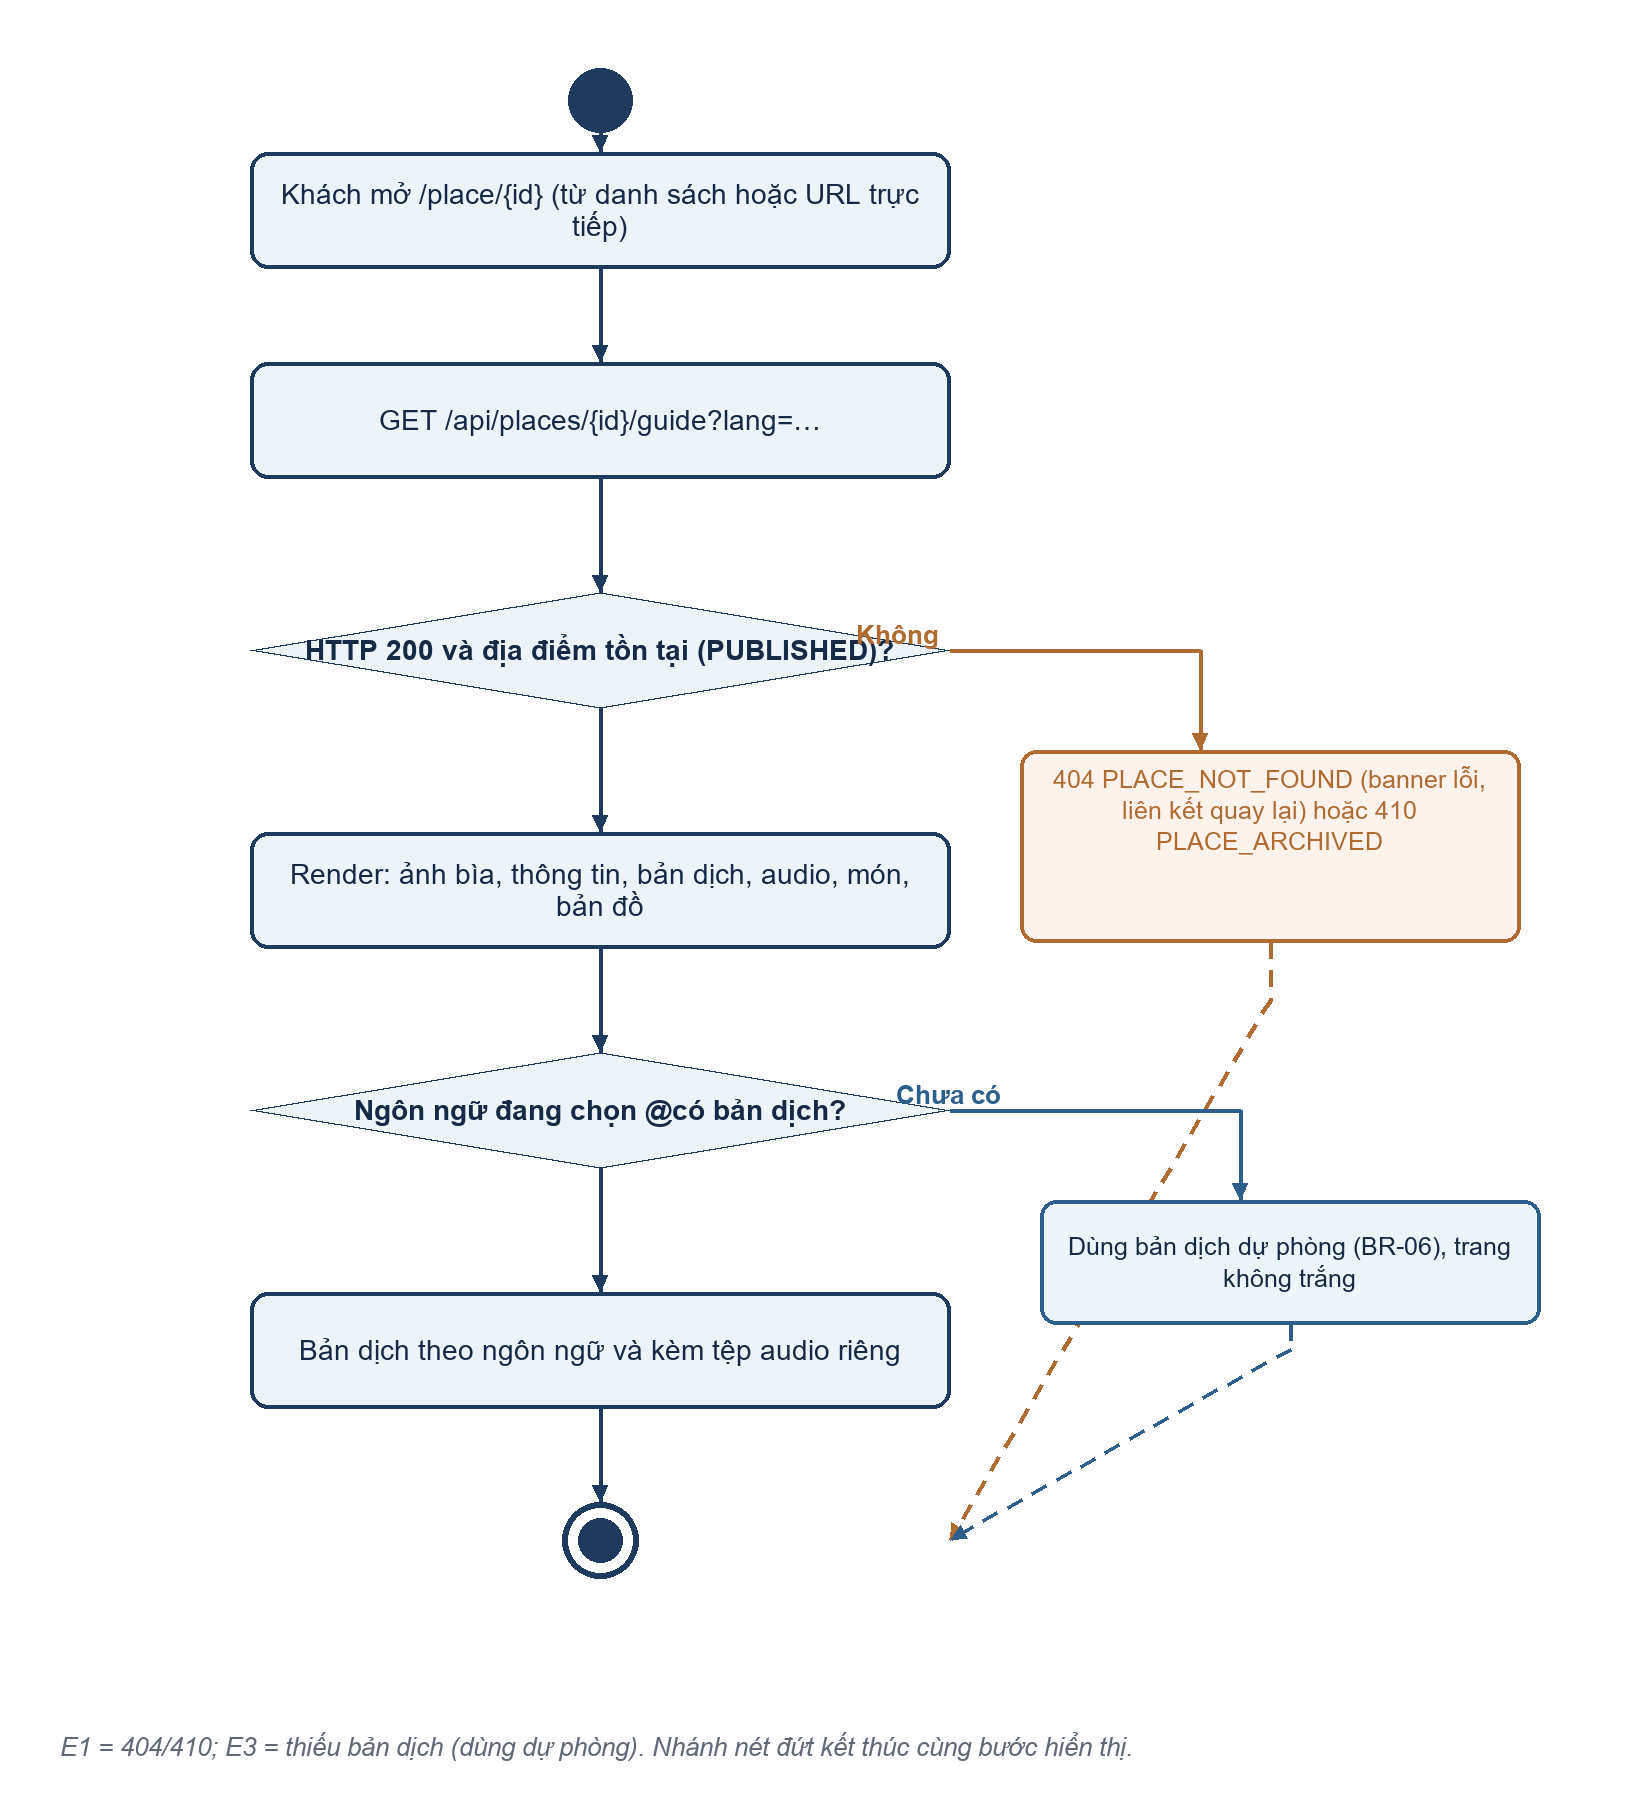 Khách mở /place/{id} (từ danh sách hoặc URL trực
tiếp)
GET /api/places/{id}/guide?lang=…
HTTP 200 và địa điểm tồn tại (PUBLISHED)?
Không
404 PLACE_NOT_FOUND (banner lỗi,
liên kết quay lại) hoặc 410
PLACE_ARCHIVED
Render: ảnh bìa, thông tin, bản dịch, audio, món,
bản đồ
Ngôn ngữ đang chọn @có bản dịch?
Chưa có
Dùng bản dịch dự phòng (BR-06), trang
không trắng
Bản dịch theo ngôn ngữ và kèm tệp audio riêng
E1 = 404/410; E3 = thiếu bản dịch (dùng dự phòng). Nhánh nét đứt kết thúc cùng bước hiển thị.